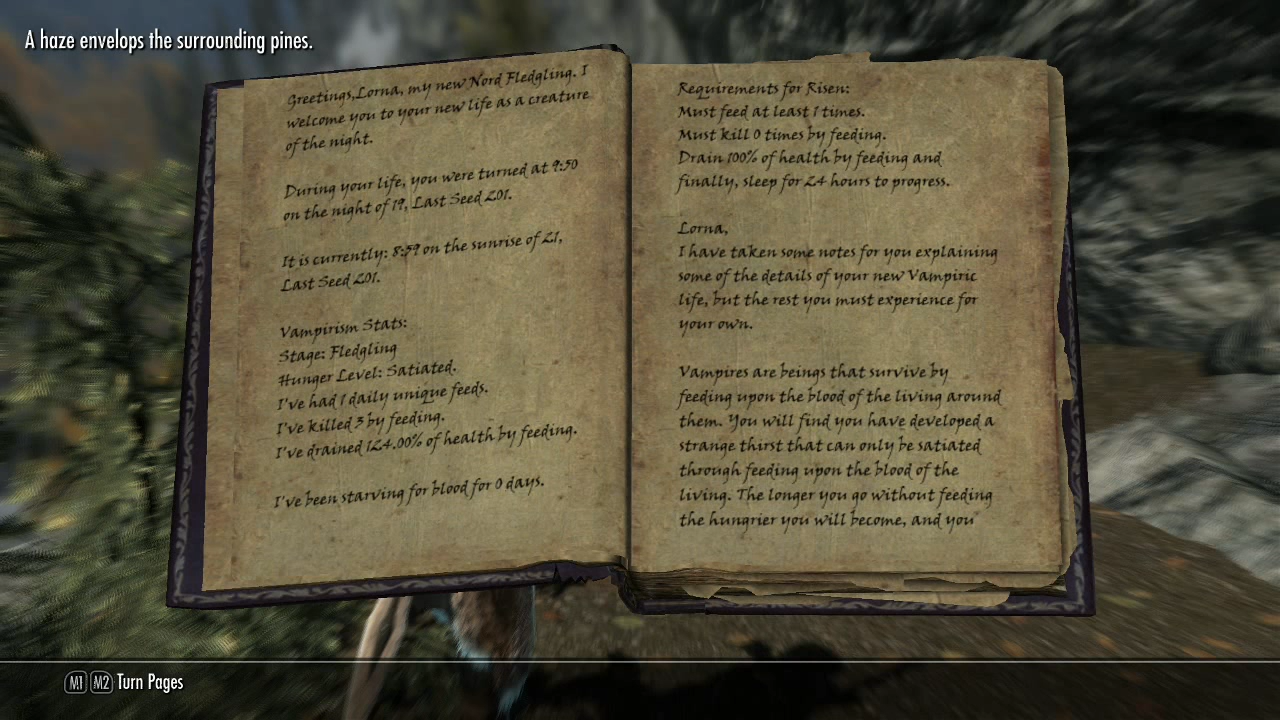 A haze envelops the surrounding pines.
Greetings,Lorna, my new Nord Fledgling. I
welcome you to your new life as a creature
of the night.
During your life, you were turned at 9:50
on the night of 19, Last Seed 201.
It is currently: 8:59 on the sunrise of 21,
Last Seed 201.
Vampirism Stats:
Stage: Fledgling
Hunger Level: Satiated.
I've had 1 daily unique feeds.
I've killed 3 by feeding.
I've drained 124.00% of health by feeding.
I've been starving for blood for 0 days.
Requirements for Risen:
Must feed at least 1 times.
Must kill 0 times by feeding.
Drain 100% of health by feeding and
finally, sleep for 24 hours to progress.
Lorna,
I have taken some notes for you explaining
some of the details of your new Vampiric
life, but the rest you must experience for
your own.
Vampires are beings that survive by
feeding upon the blood of the living around
them. You will find you have developed a
strange thirst that can only be satiated
through feeding upon the blood of the
living. The longer you go without feeding
the hungrier you will become, and you
M1 M2 Turn Pages